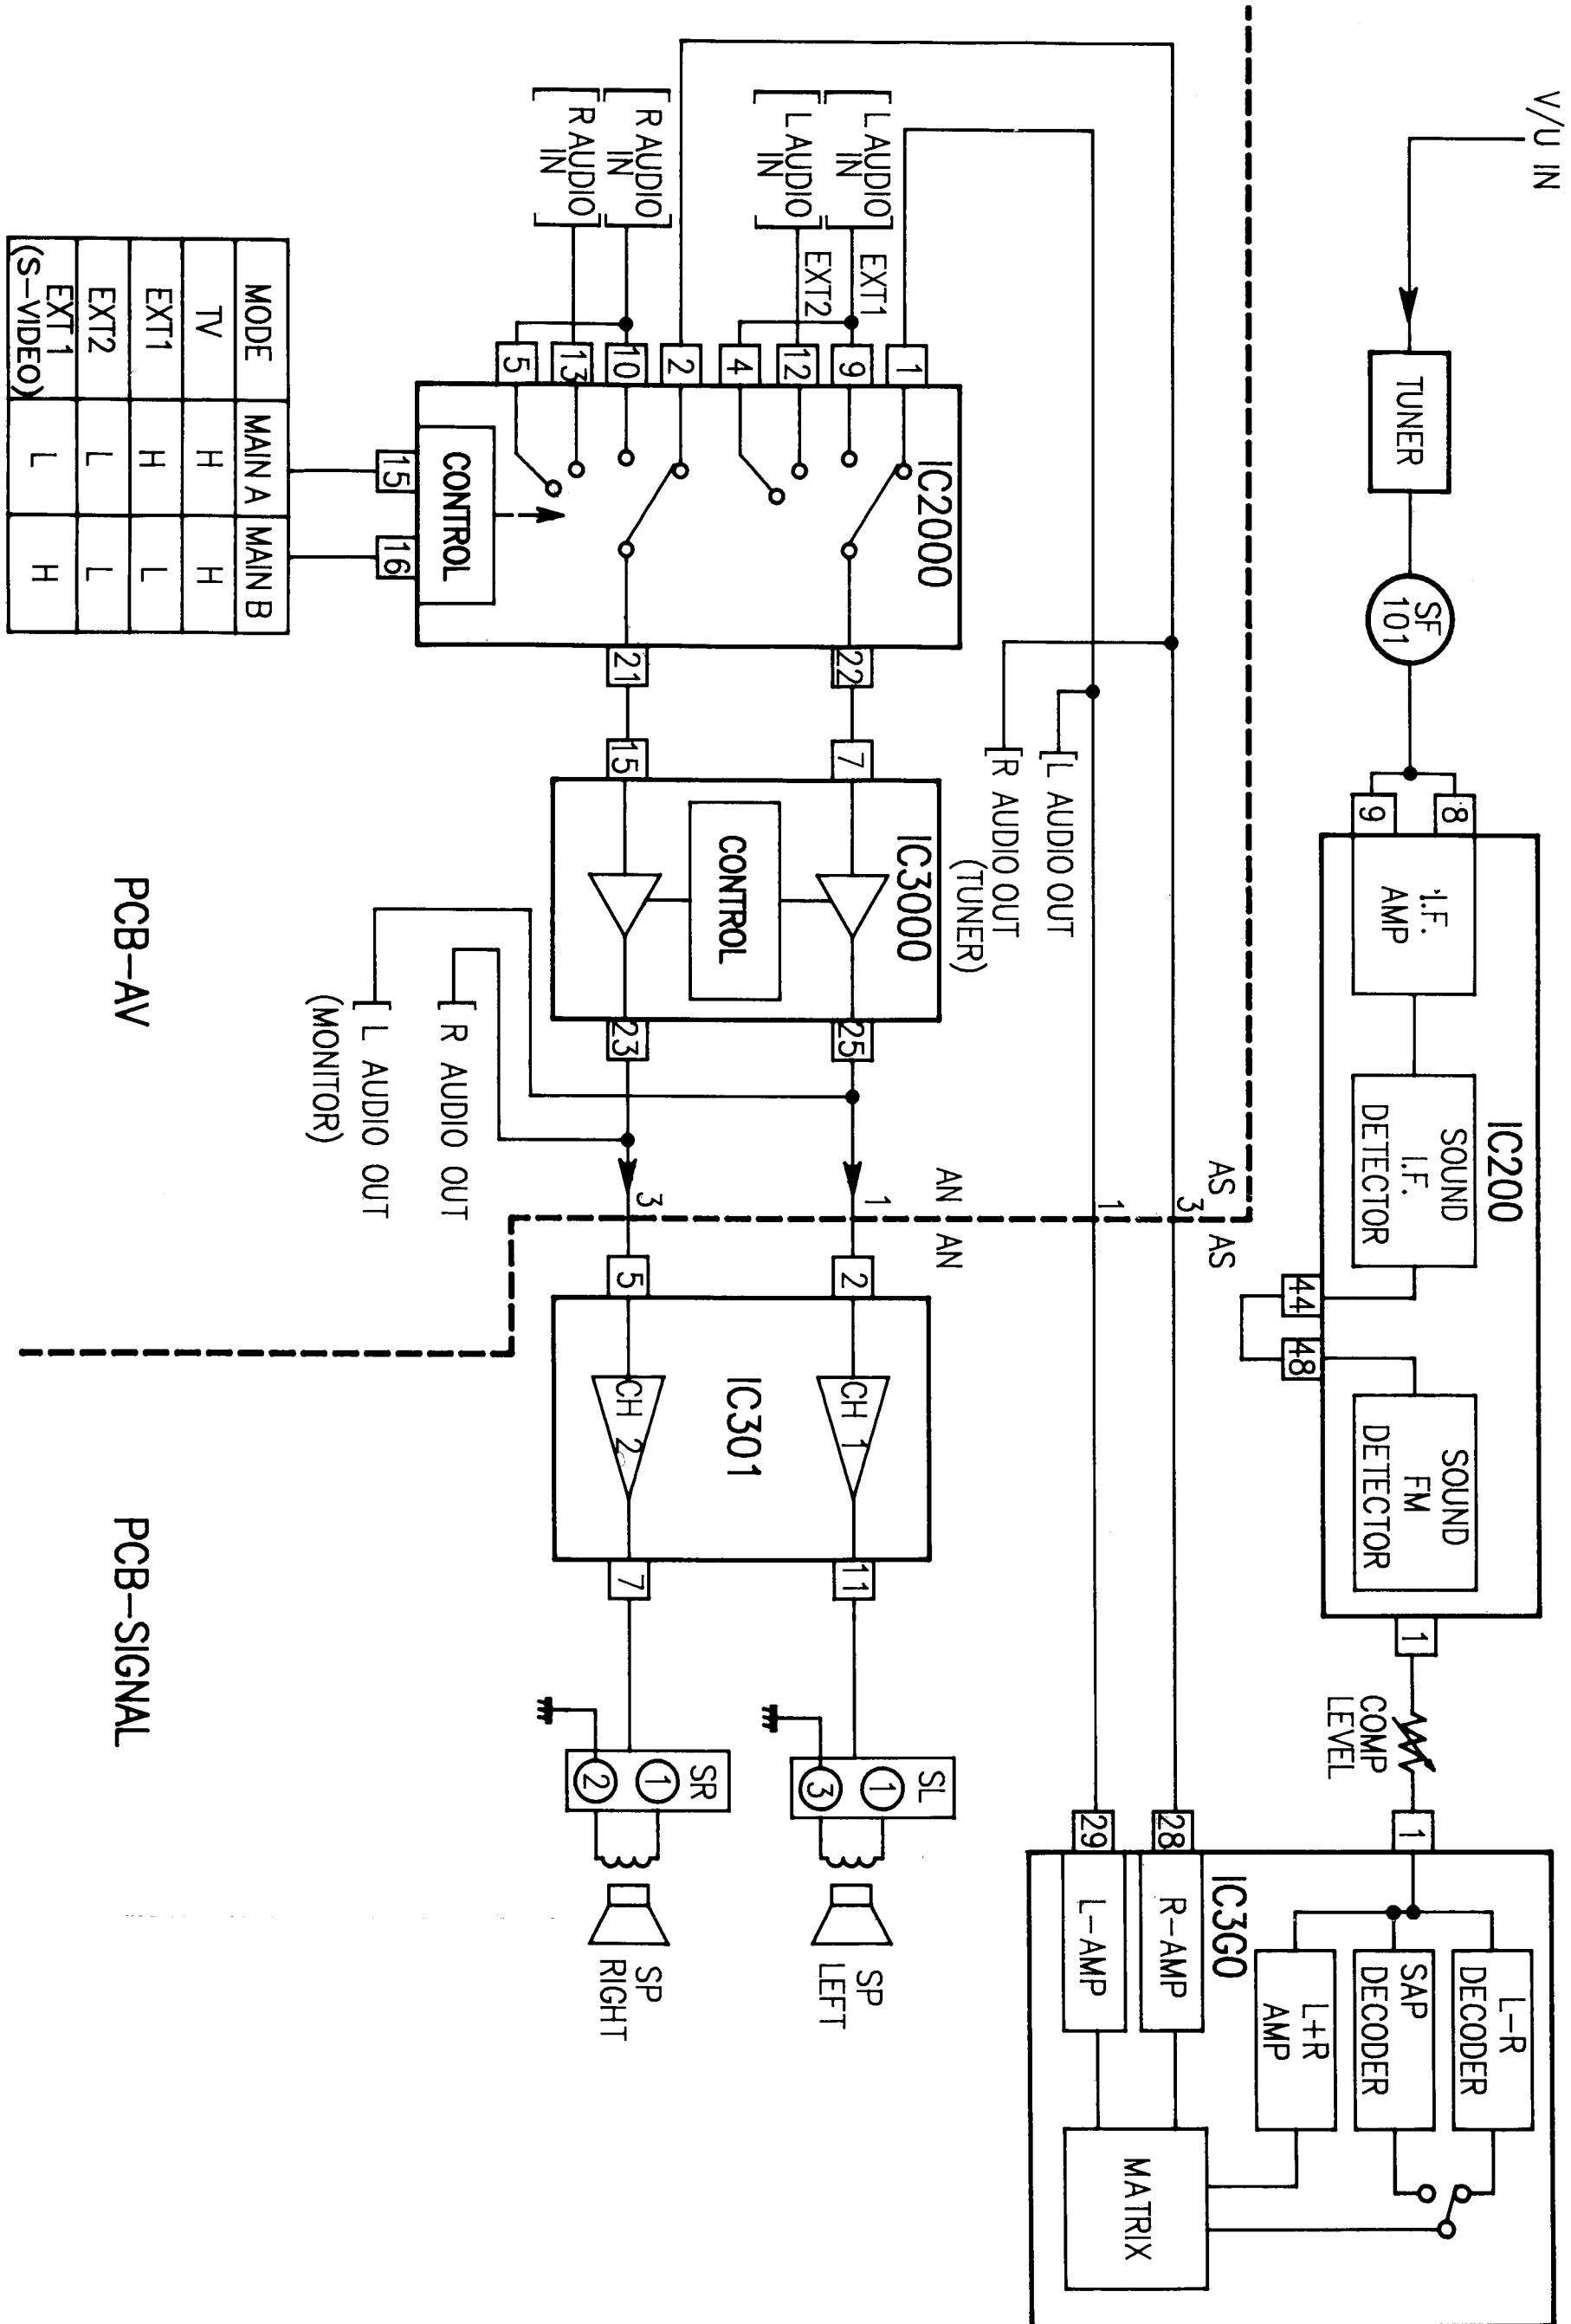 V/U IN
TUNER
SF
101
8
9
I.F.
AMP
IC200
SOUND
I.F.
DETECTOR
44
48
SOUND
FM
DETECTOR
1
COMP
LEVEL
1
IC3G0
L-R
DECODER
SAP
DECODER
L+R
AMP
28
R-AMP
29
L-AMP
MATRIX
AS
AS
3
1
L AUDIO OUT
R AUDIO OUT
(TUNER)
L AUDIO
IN
EXT1
L AUDIO
IN
EXT2
R AUDIO
IN
R AUDIO
IN
1
9
12
4
2
10
13
5
IC2000
CONTROL
15
16
22
21
7
15
IC3000
CONTROL
25
23
AN
AN
1
3
R AUDIO OUT
L AUDIO OUT
(MONITOR)
2
5
IC301
CH 1
CH 2
11
7
SL
1
3
SR
1
2
SP
LEFT
SP
RIGHT
MODE MAIN A MAIN B
TV H H
EXT1 H L
EXT2 L L
EXT1
(S-VIDEO) L H
PCB-AV
PCB-SIGNAL